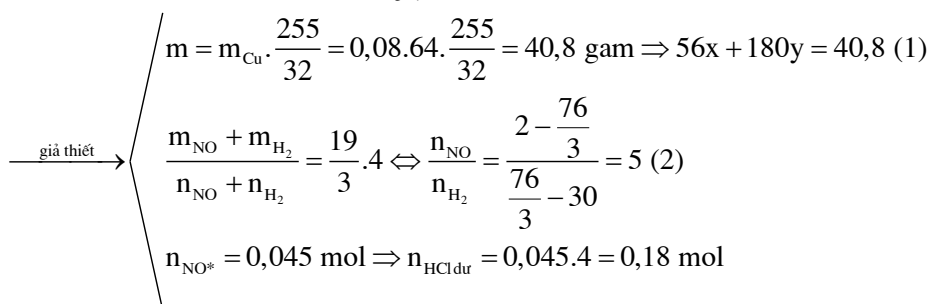 m = m_Cu . 255/32 = 0,08.64. 255/32 = 40,8 gam ⇒ 56x + 180y = 40,8 (1)
giả thiết → (m_NO + m_H₂)/(n_NO + n_H₂) = 19/3 .4 ⇔ n_NO/n_H₂ = (2 − 76/3)/(76/3 − 30) = 5 (2)
n_NO* = 0,045 mol ⇒ n_HCl dư = 0,045.4 = 0,18 mol